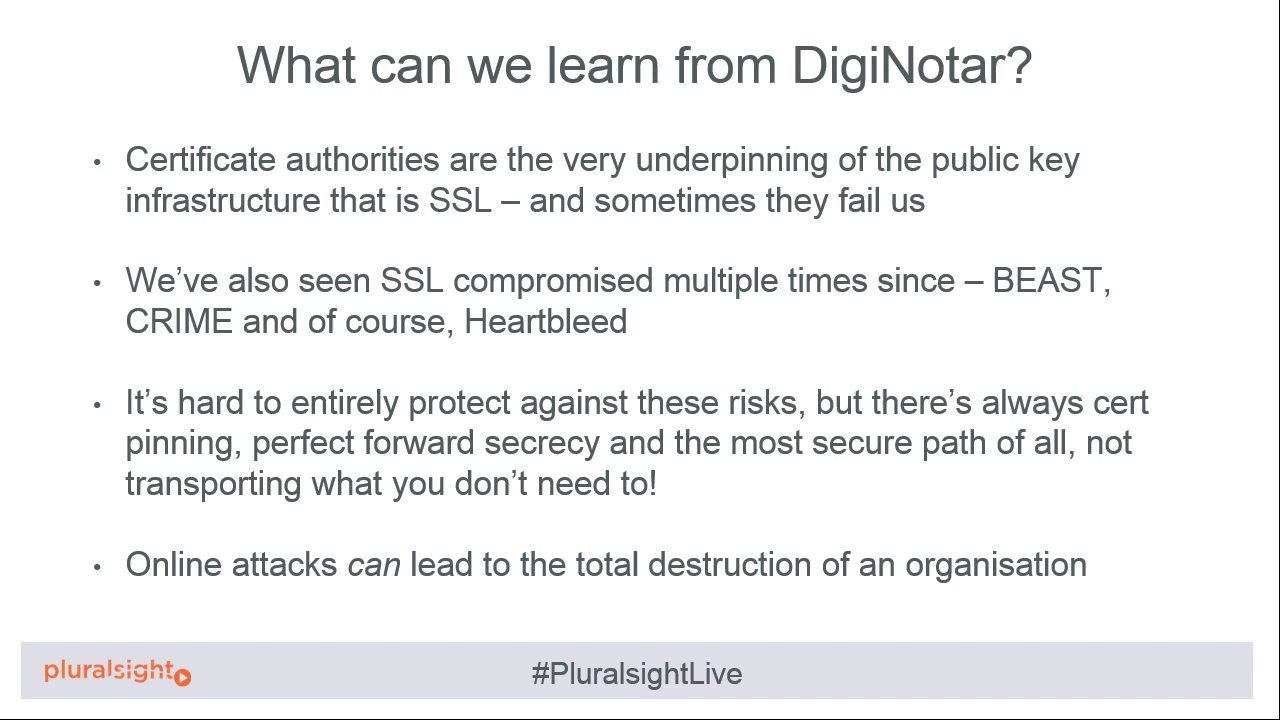 What can we learn from DigiNotar?
• Certificate authorities are the very underpinning of the public key
infrastructure that is SSL – and sometimes they fail us
• We’ve also seen SSL compromised multiple times since – BEAST,
CRIME and of course, Heartbleed
• It’s hard to entirely protect against these risks, but there’s always cert
pinning, perfect forward secrecy and the most secure path of all, not
transporting what you don’t need to!
• Online attacks can lead to the total destruction of an organisation
pluralsight
#PluralsightLive